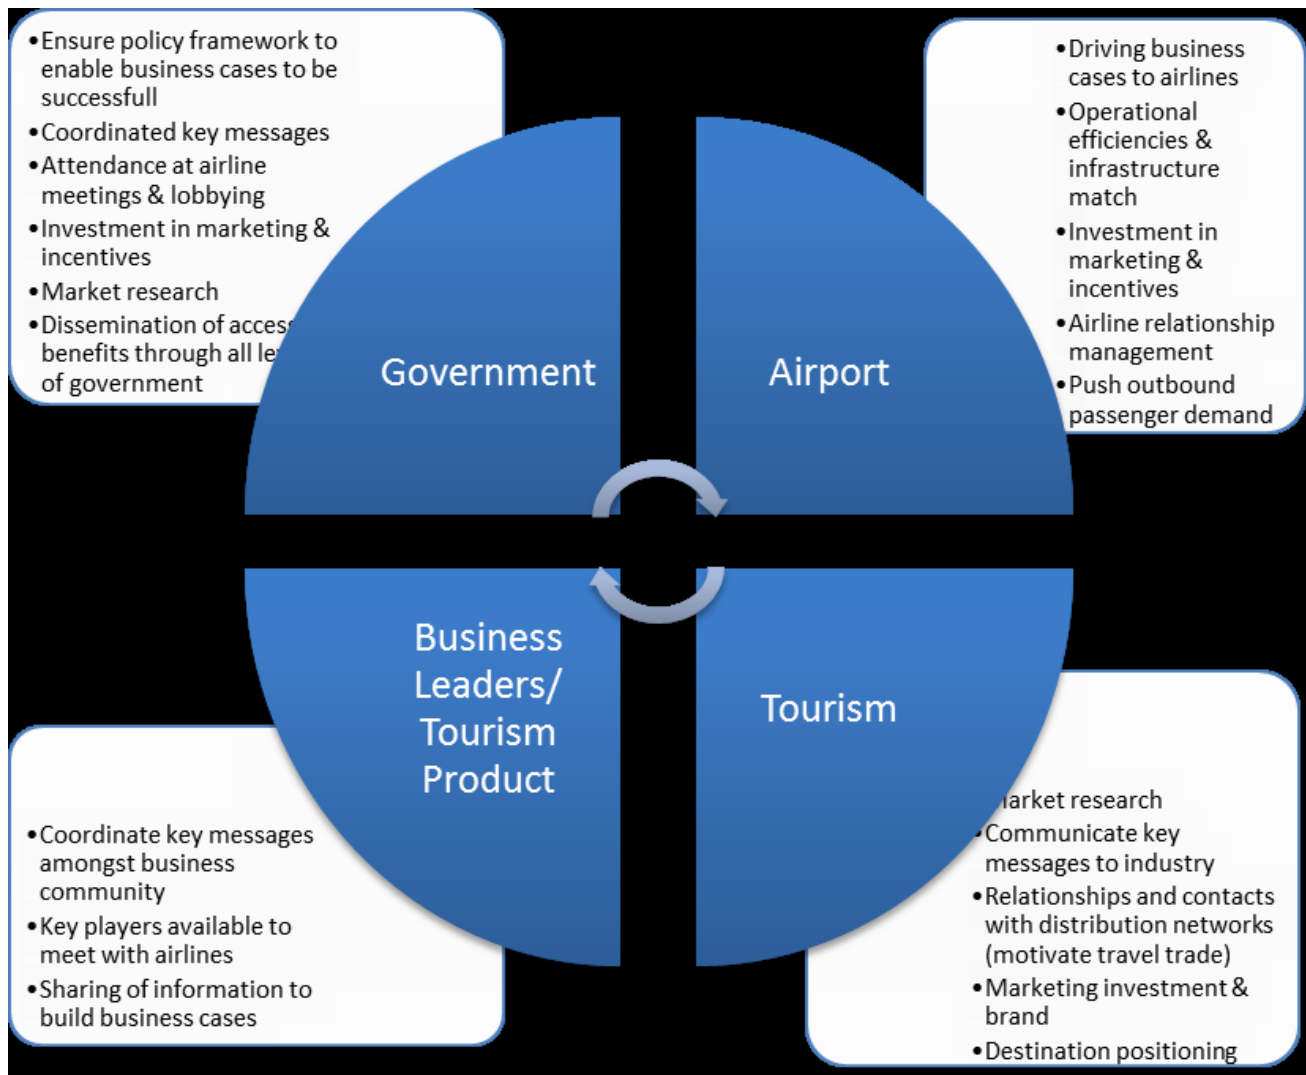 •Ensure policy framework to
enable business cases to be
successfull
•Coordinated key messages
•Attendance at airline
meetings & lobbying
•Investment in marketing &
incentives
•Market research
•Dissemination of
benefits through all
of government
Government
•Driving business
cases to airlines
•Operational
efficiencies &
infrastructure
match
•Investment in
marketing &
incentives
•Airline relationship
management
•Push outbound
passenger demand
Airport
Business
Leaders/
Tourism
Product
•Coordinate key messages
amongst business
community
•Key players available to
meet with airlines
•Sharing of information to
build business cases
Tourism
Market research
•Communicate key
messages to industry
•Relationships and contacts
with distribution networks
(motivate travel trade)
•Marketing investment &
brand
•Destination positioning